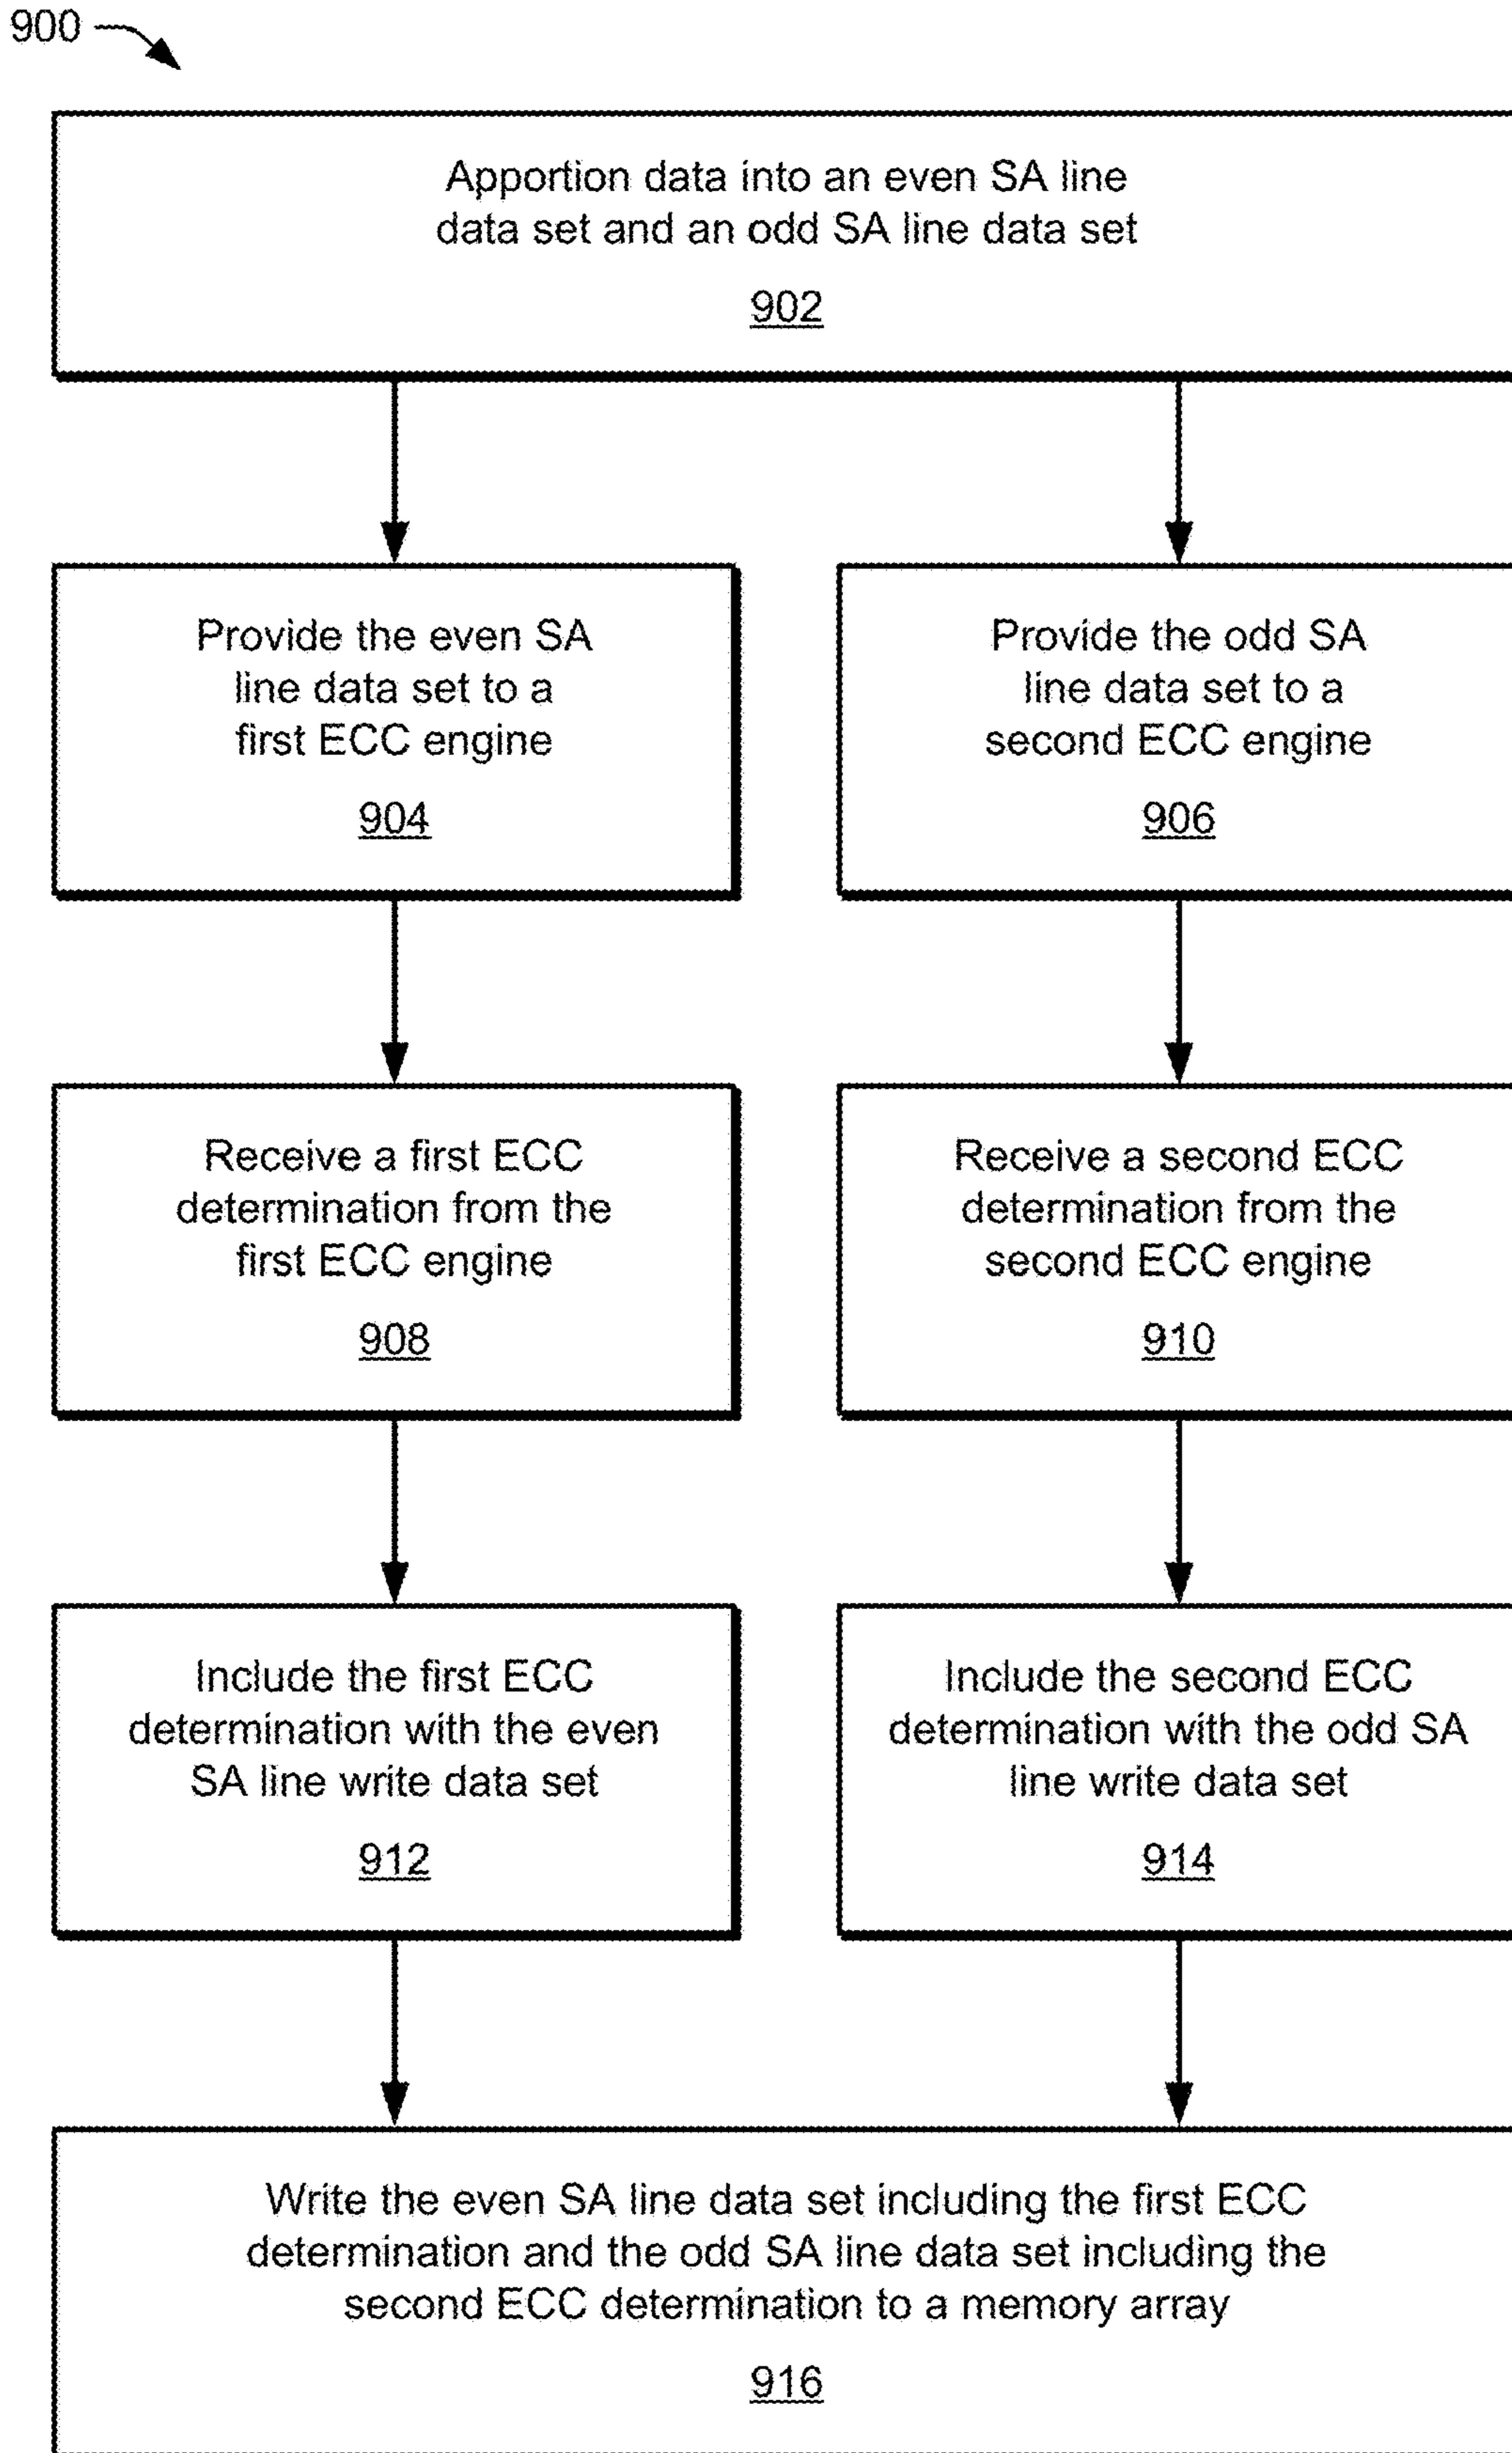 900
Apportion data into an even SA line
data set and an odd SA line data set
902
Provide the even SA
line data set to a
first ECC engine
904
Provide the odd SA
line data set to a
second ECC engine
906
Receive a first ECC
determination from the
first ECC engine
908
Receive a second ECC
determination from the
second ECC engine
910
Include the first ECC
determination with the even
SA line write data set
912
Include the second ECC
determination with the odd SA
line write data set
914
Write the even SA line data set including the first ECC
determination and the odd SA line data set including the
second ECC determination to a memory array
916